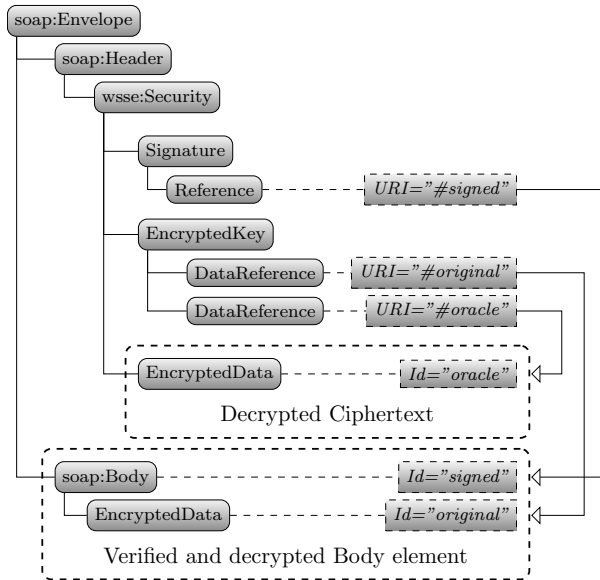 soap:Envelope
soap:Header
wsse:Security
Signature
Reference URI="#signed"
EncryptedKey
DataReference URI="#original"
DataReference URI="#oracle"
EncryptedData Id="oracle"
Decrypted Ciphertext
soap:Body Id="signed"
EncryptedData Id="original"
Verified and decrypted Body element